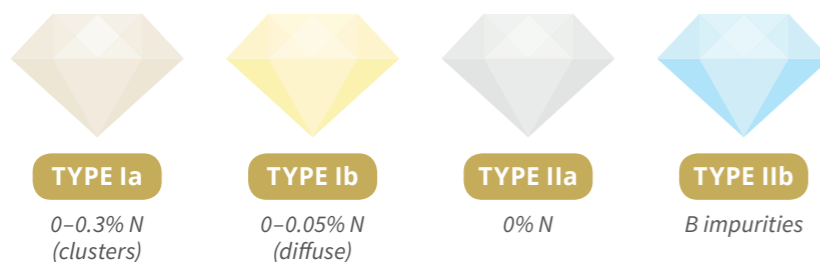 TYPE Ia
0–0.3% N
(clusters)
TYPE Ib
0–0.05% N
(diffuse)
TYPE IIa
0% N
TYPE IIb
B impurities